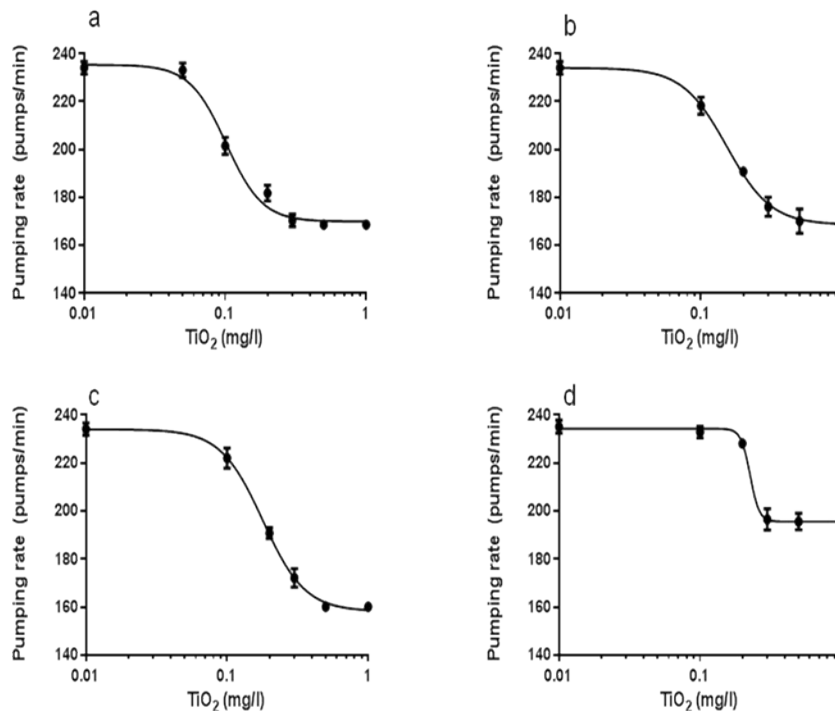 a
Pumping rate (pumps/min)
240
220
200
180
160
140
0.01
0.1
1
TiO₂ (mg/l)
b
Pumping rate (pumps/min)
240
220
200
180
160
140
0.01
0.1
TiO₂ (mg/l)
c
Pumping rate (pumps/min)
240
220
200
180
160
140
0.01
0.1
1
TiO₂ (mg/l)
d
Pumping rate (pumps/min)
240
220
200
180
160
140
0.01
0.1
TiO₂ (mg/l)